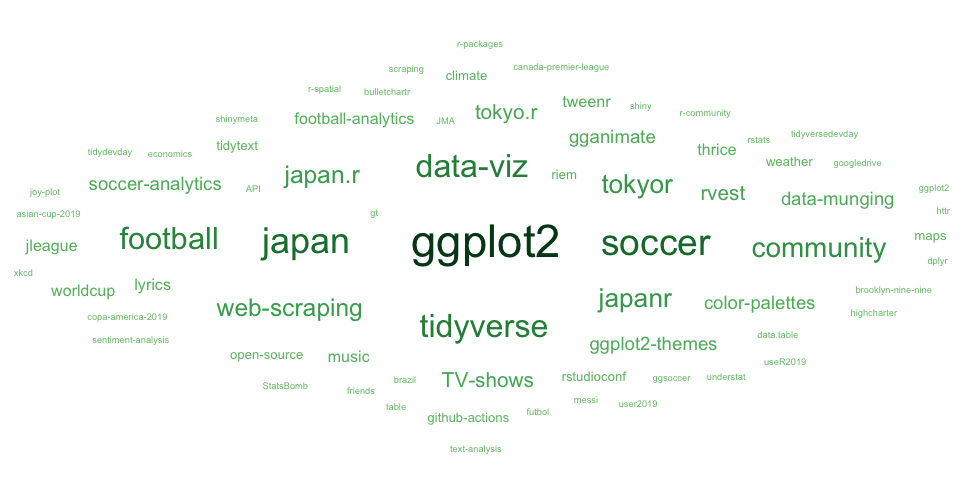 r-packages
scraping
climate
canada-premier-league
r-spatial
bulletchartr
tweenr
shiny
shinymeta
football-analytics
JMA
tokyo.r
r-community
gganimate
tidyversedevday
tidydevday
economics
tidytext
rstats
thrice
data-viz
weather
googledrive
japan.r
riem
soccer-analytics
API
tokyor
rvest
data-munging
ggplot2
joy-plot
asian-cup-2019
gt
httr
jleague
football
japan
ggplot2
soccer
community
maps
dplyr
xkcd
worldcup
lyrics
brooklyn-nine-nine
web-scraping
japanr
color-palettes
highcharter
copa-america-2019
tidyverse
sentiment-analysis
data.table
ggplot2-themes
open-source
music
useR2019
StatsBomb
friends
brazil
TV-shows
rstudioconf
ggsoccer
understat
table
github-actions
futbol
messi
user2019
text-analysis